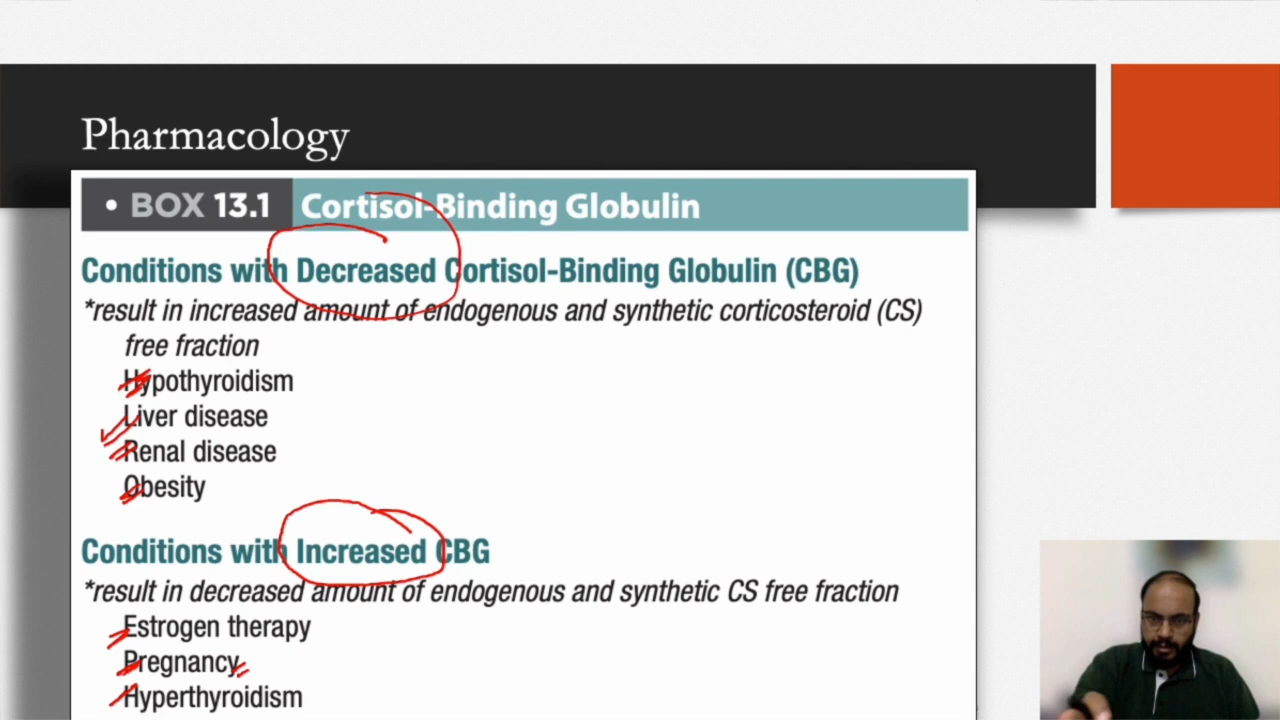 Pharmacology
• BOX 13.1 Cortisol-Binding Globulin
Conditions with Decreased Cortisol-Binding Globulin (CBG)
*result in increased amount of endogenous and synthetic corticosteroid (CS)
free fraction
Hypothyroidism
Liver disease
Renal disease
Obesity
Conditions with Increased CBG
*result in decreased amount of endogenous and synthetic CS free fraction
Estrogen therapy
Pregnancy
Hyperthyroidism